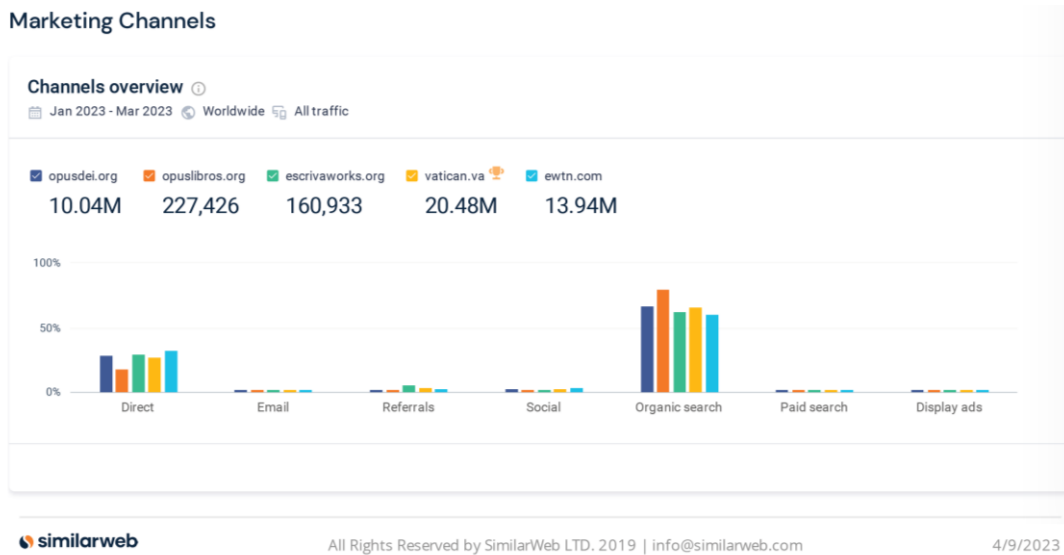 Marketing Channels
Channels overview
Jan 2023 - Mar 2023 Worldwide All traffic
opusdei.org opuslibros.org escrivaworks.org vatican.va ewtn.com
10.04M 227,426 160,933 20.48M 13.94M
100%
50%
0%
Direct Email Referrals Social Organic search Paid search Display ads
similarweb All Rights Reserved by SimilarWeb LTD. 2019 | info@similarweb.com 4/9/2023